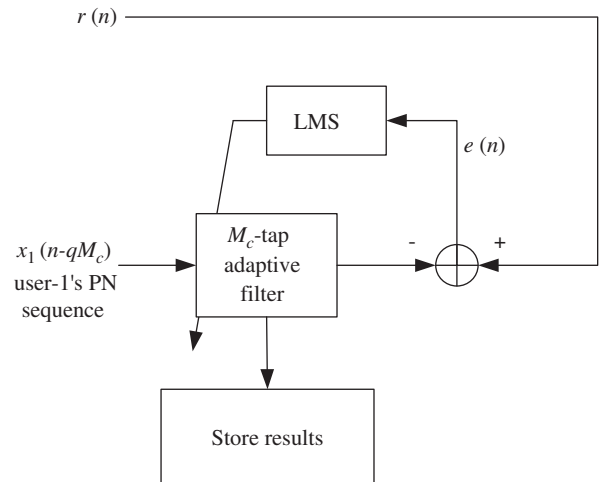 r (n)
LMS
e (n)
M_c-tap
adaptive
filter
-
+
x_1 (n-qM_c)
user-1's PN
sequence
Store results